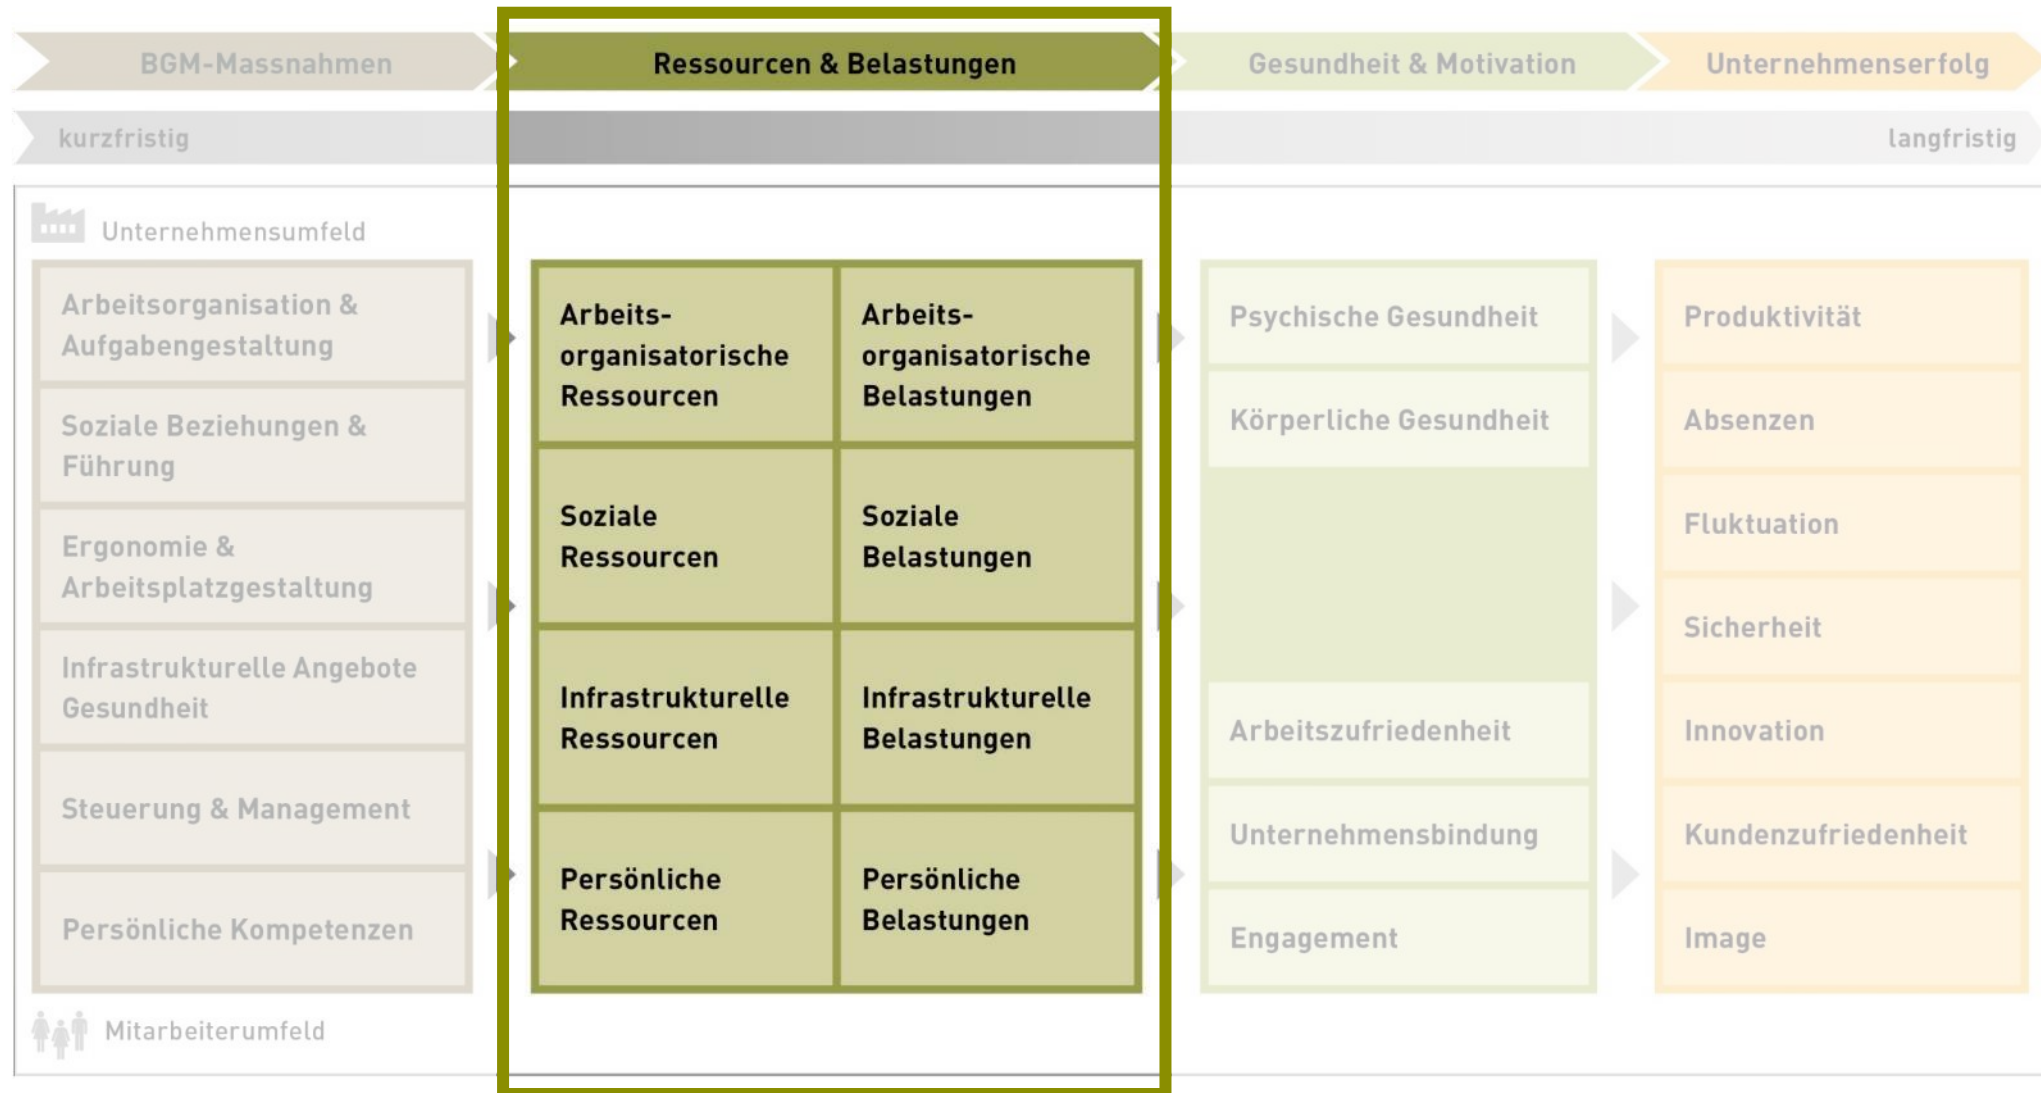 BGM-Massnahmen
Ressourcen & Belastungen
Gesundheit & Motivation
Unternehmenserfolg
kurzfristig
langfristig
Unternehmensumfeld
Arbeitsorganisation &
Aufgabengestaltung
Soziale Beziehungen &
Führung
Ergonomie &
Arbeitsplatzgestaltung
Infrastrukturelle Angebote
Gesundheit
Steuerung & Management
Persönliche Kompetenzen
Arbeits-
organisatorische
Ressourcen
Arbeits-
organisatorische
Belastungen
Soziale
Ressourcen
Soziale
Belastungen
Infrastrukturelle
Ressourcen
Infrastrukturelle
Belastungen
Persönliche
Ressourcen
Persönliche
Belastungen
Psychische Gesundheit
Körperliche Gesundheit
Arbeitszufriedenheit
Unternehmensbindung
Engagement
Produktivität
Absenzen
Fluktuation
Sicherheit
Innovation
Kundenzufriedenheit
Image
Mitarbeiterumfeld